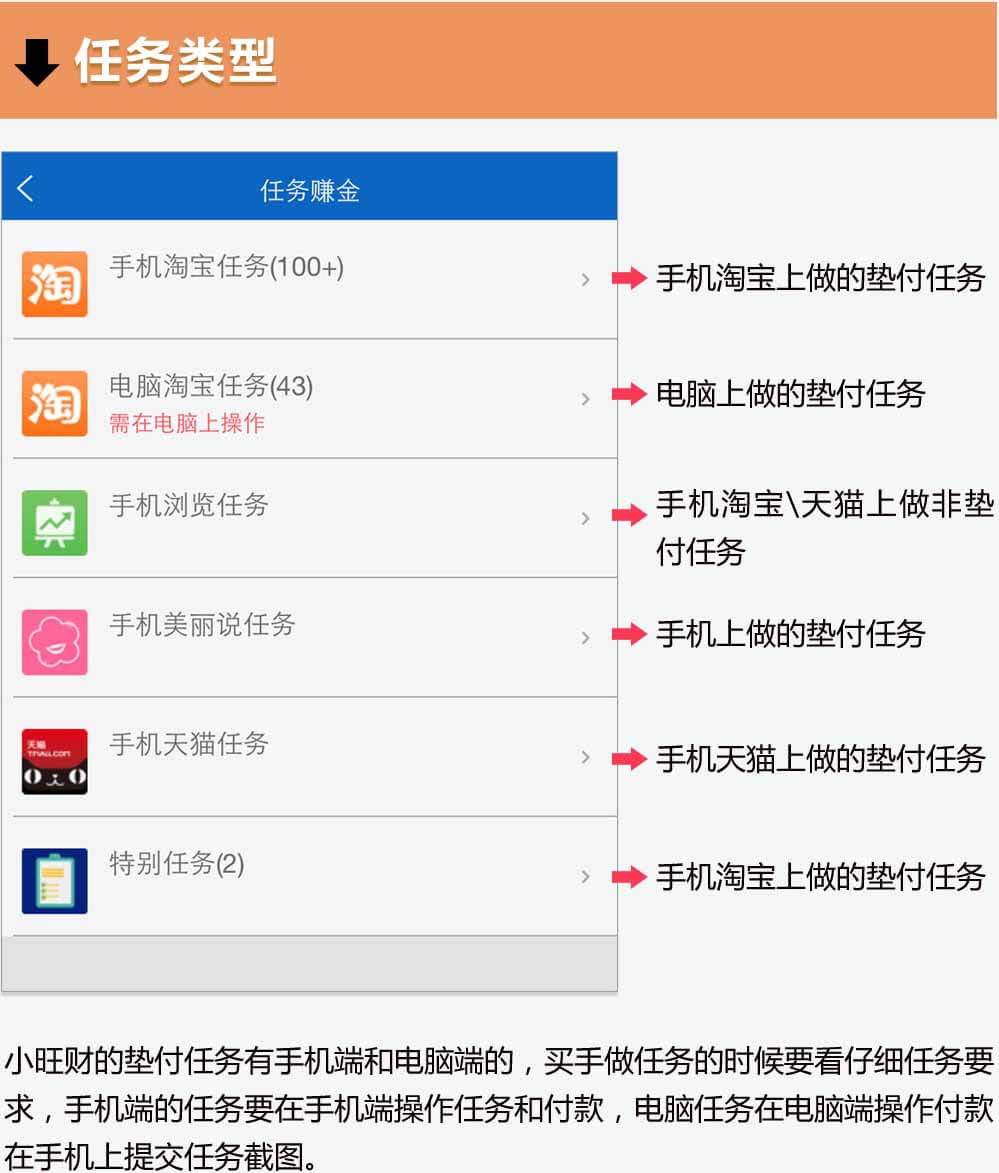 任务类型
任务赚金
淘
手机淘宝任务(100+)
手机淘宝上做的垫付任务
淘
电脑淘宝任务(43)
需在电脑上操作
电脑上做的垫付任务
手机浏览任务
手机淘宝\天猫上做非垫
付任务
手机美丽说任务
手机上做的垫付任务
天猫
TMALL.COM
手机天猫任务
手机天猫上做的垫付任务
特别任务(2)
手机淘宝上做的垫付任务
小旺财的垫付任务有手机端和电脑端的，买手做任务的时候要看仔细任务要
求，手机端的任务要在手机端操作任务和付款，电脑任务在电脑端操作付款
在手机上提交任务截图。